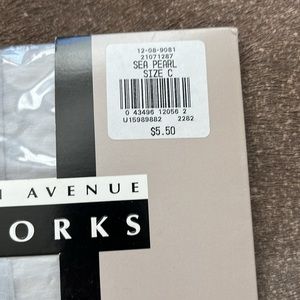 12-08-9081
21071287
SEA PEARL
SIZE C
0 43496 12056 2
U15989882 2282
$5.50
AVENUE
ORKS